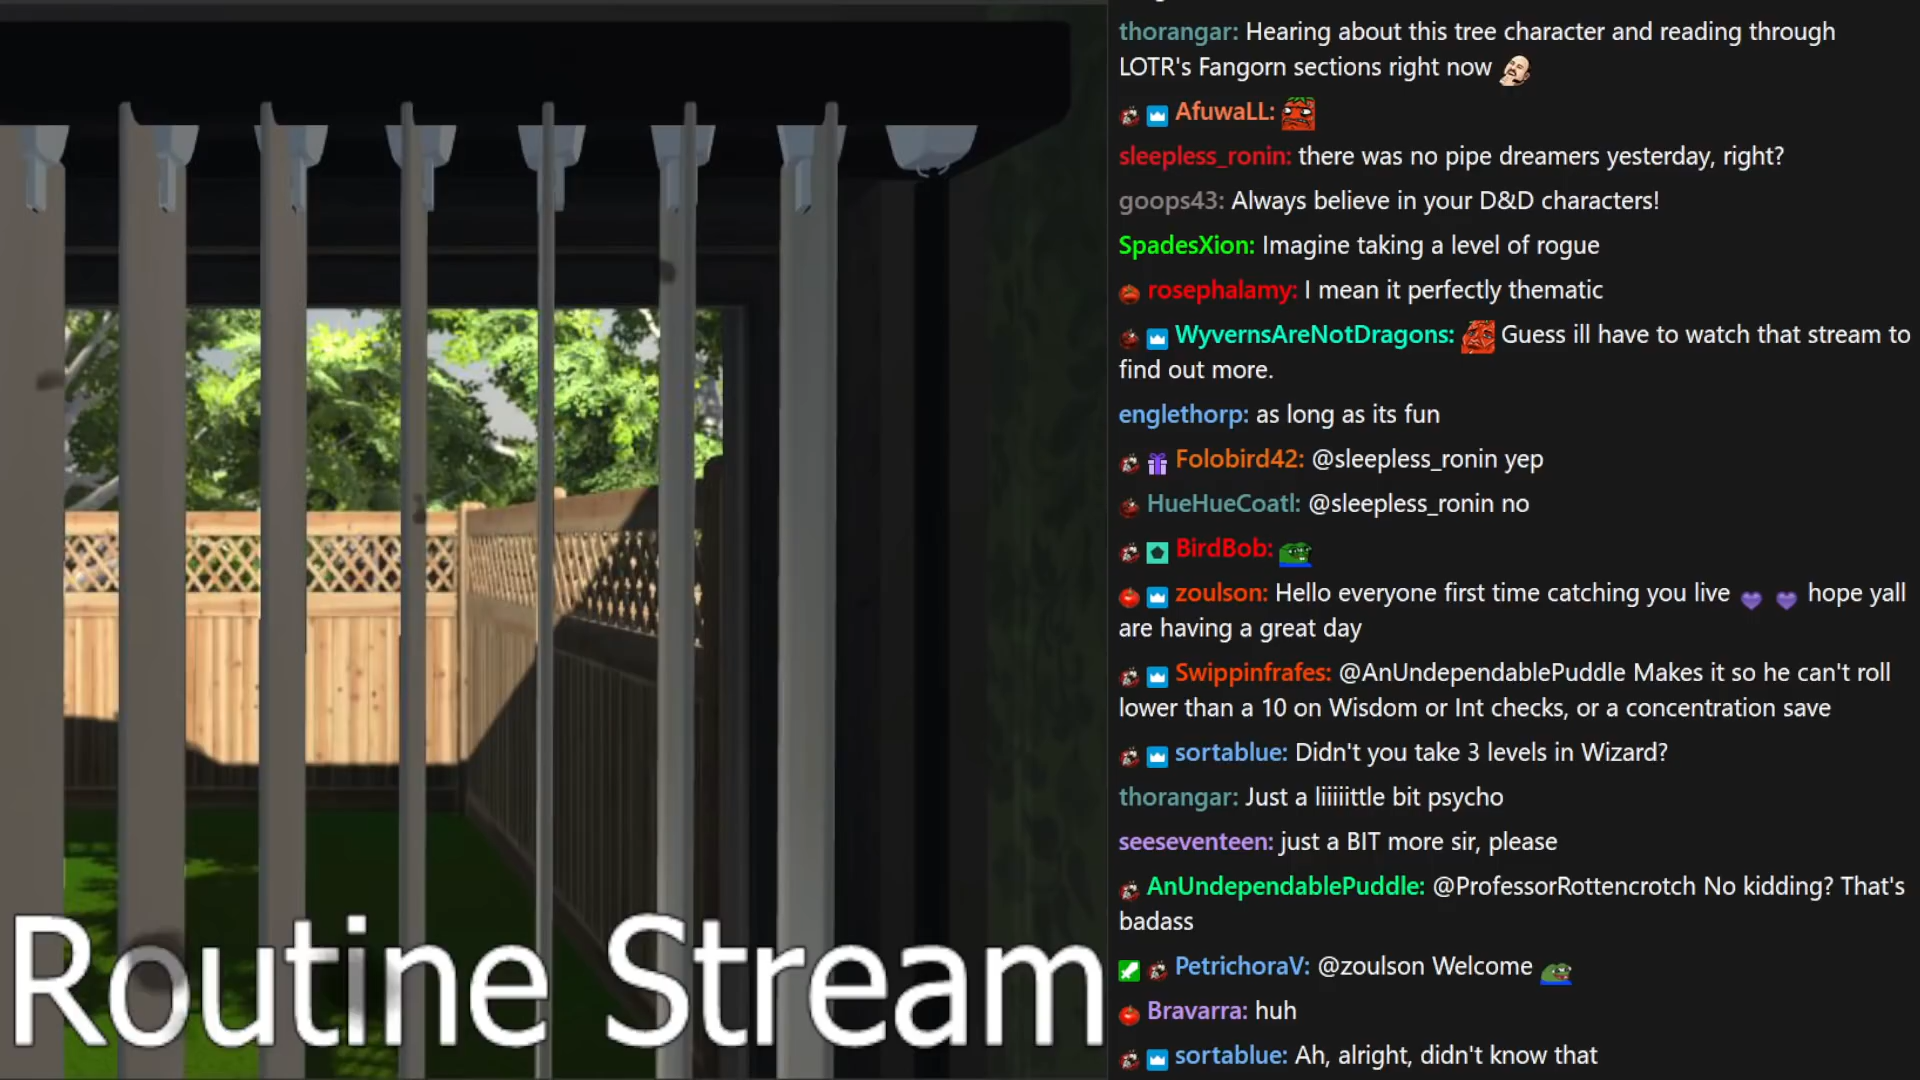 thorangar: Hearing about this tree character and reading through
LOTR's Fangorn sections right now
AfuwaLL:
sleepless_ronin: there was no pipe dreamers yesterday, right?
goops43: Always believe in your D&D characters!
SpadesXion: Imagine taking a level of rogue
rosephalamy: I mean it perfectly thematic
WyvernsAreNotDragons: Guess ill have to watch that stream to
find out more.
englethorp: as long as its fun
Folobird42: @sleepless_ronin yep
HueHueCoatl: @sleepless_ronin no
BirdBob:
zoulson: Hello everyone first time catching you live hope yall
are having a great day
Swippinfrafes: @AnUndependablePuddle Makes it so he can't roll
lower than a 10 on Wisdom or Int checks, or a concentration save
sortablue: Didn't you take 3 levels in Wizard?
thorangar: Just a liiiiittle bit psycho
seeseventeen: just a BIT more sir, please
AnUndependablePuddle: @ProfessorRottencrotch No kidding? That's
badass
PetrichoraV: @zoulson Welcome
Bravarra: huh
sortablue: Ah, alright, didn't know that
Routine Stream